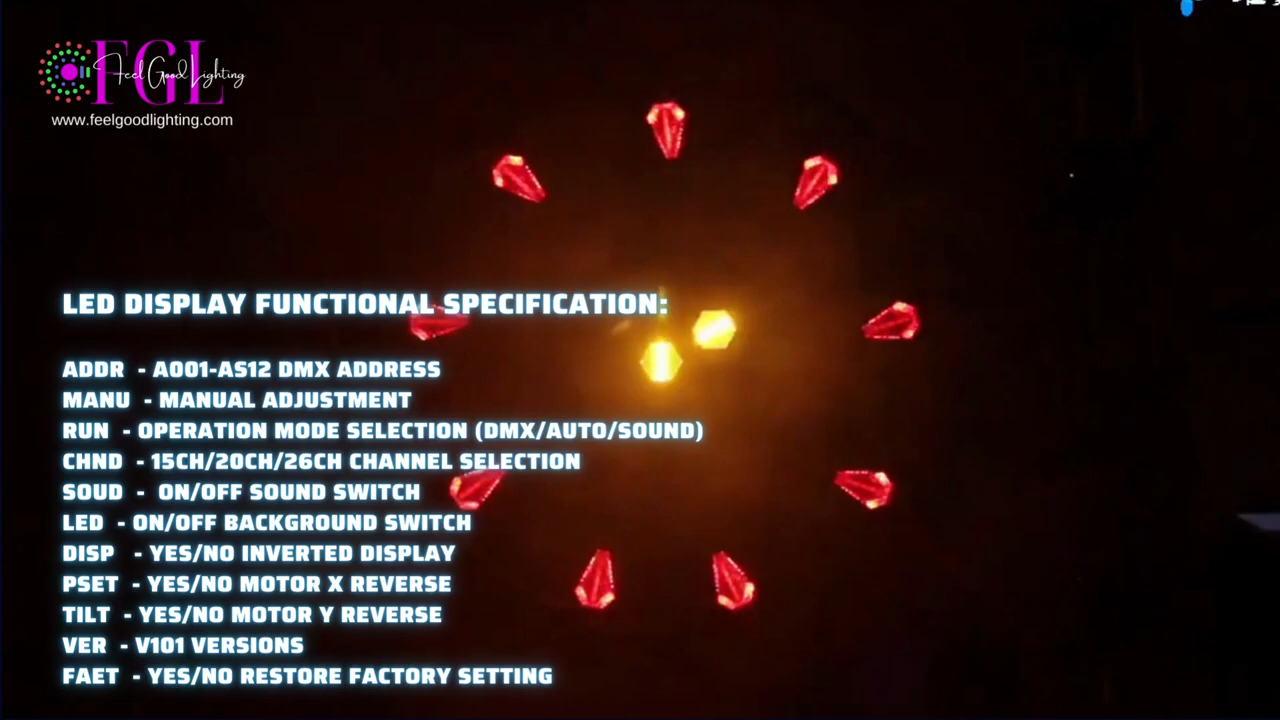 FGL
Feel Good Lighting
www.feelgoodlighting.com
LED DISPLAY FUNCTIONAL SPECIFICATION:
ADDR - A001-AS12 DMX ADDRESS
MANU - MANUAL ADJUSTMENT
RUN - OPERATION MODE SELECTION (DMX/AUTO/SOUND)
CHND - 15CH/20CH/26CH CHANNEL SELECTION
SOUD - ON/OFF SOUND SWITCH
LED - ON/OFF BACKGROUND SWITCH
DISP - YES/NO INVERTED DISPLAY
PSET - YES/NO MOTOR X REVERSE
TILT - YES/NO MOTOR Y REVERSE
VER - V101 VERSIONS
FAET - YES/NO RESTORE FACTORY SETTING